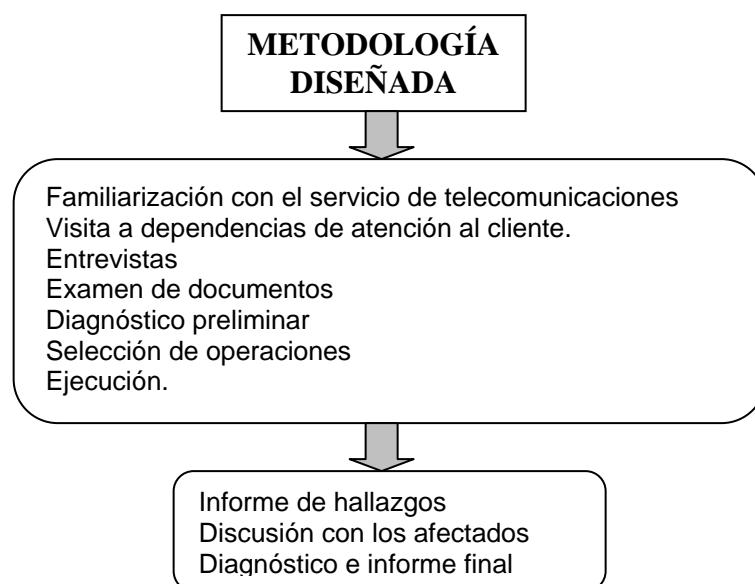 METODOLOGÍA
DISEÑADA
Familiarización con el servicio de telecomunicaciones
Visita a dependencias de atención al cliente.
Entrevistas
Examen de documentos
Diagnóstico preliminar
Selección de operaciones
Ejecución.
Informe de hallazgos
Discusión con los afectados
Diagnóstico e informe final